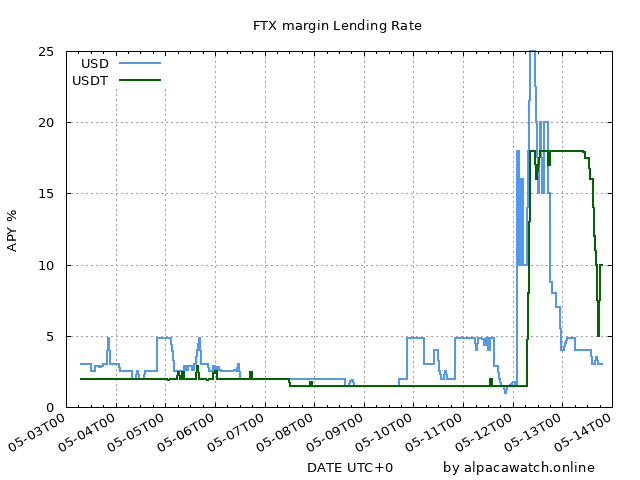 FTX margin Lending Rate
USD
USDT
25
20
15
10
5
0
APY %
05-03T00
05-04T00
05-05T00
05-06T00
05-07T00
05-08T00
05-09T00
05-10T00
05-11T00
05-12T00
05-13T00
05-14T00
DATE UTC+0
by alpacawatch.online